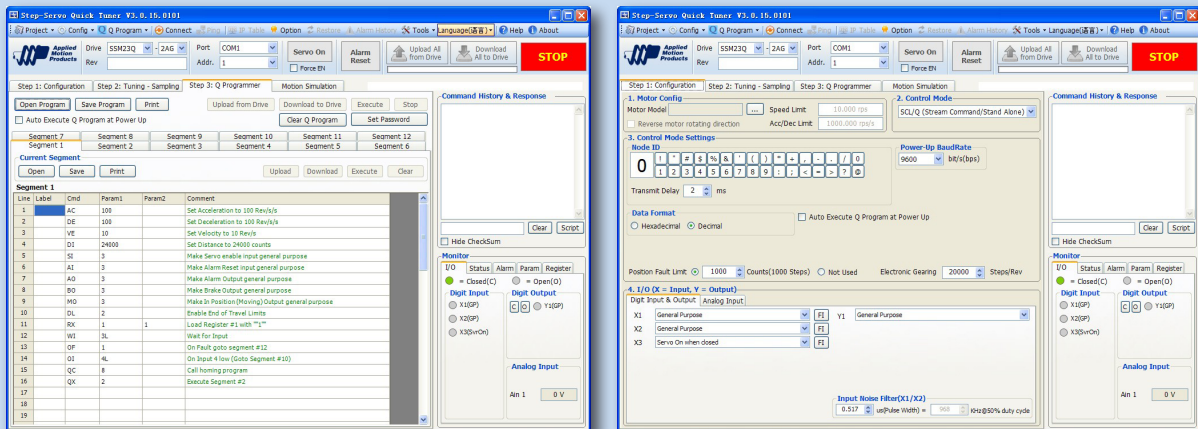 Step-Servo Quick Tuner V3.0.15.0101
Project Config Q Program Connect Ping IR Table Option Restore Alarm History Tools Language(语言) Help About
Applied Motion Products
Drive SSM23Q - 2AG Port COM1
Rev Addr. 1
Servo On
Force EN
Alarm Reset
Upload All from Drive
Download All to Drive
STOP
Step 1: Configuration Step 2: Tuning - Sampling Step 3: Q Programmer Motion Simulation
Open Program Save Program Print Upload from Drive Download to Drive Execute Stop
Auto Execute Q Program at Power Up Clear Q Program Set Password
Segment 7 Segment 8 Segment 9 Segment 10 Segment 11 Segment 12
Segment 1 Segment 2 Segment 3 Segment 4 Segment 5 Segment 6
Current Segment
Open Save Print Upload Download Execute Clear
Segment 1
Line Label Cmd Param1 Param2 Comment
1 AC 100 Set Acceleration to 100 Rev/s/s
2 DE 100 Set Deceleration to 100 Rev/s/s
3 VE 10 Set Velocity to 10 Rev/s
4 DI 24000 Set Distance to 24000 counts
5 SI 3 Make Servo enable input general purpose
6 AI 3 Make Alarm Reset input general purpose
7 AO 3 Make Alarm Output general purpose
8 BO 3 Make Brake Output general purpose
9 MO 3 Make In Position (Moving) Output general purpose
10 DL 2 Enable End of Travel Limits
11 RX 1 1 Load Register #1 with ""1""
12 WI 3L Wait for Input
13 OF 1 On Fault goto segment #12
14 OI 4L On Input 4 low (Goto Segment #10)
15 QC 8 Call homing program
16 QX 2 Execute Segment #2
17
18
19
Command History & Response
Clear Script
Hide CheckSum
Monitor
I/O Status Alarm Param Register
= Closed(C) = Open(O)
Digit Input Digit Output
X1(GP) C O Y1(GP)
X2(GP)
X3(SvrOn)
Analog Input
Ain 1 0 V
Step-Servo Quick Tuner V3.0.15.0101
Project Config Q Program Connect Ping IR Table Option Restore Alarm History Tools Language(语言) Help About
Applied Motion Products
Drive SSM23Q - 2AG Port COM1
Rev Addr. 1
Servo On
Force EN
Alarm Reset
Upload All from Drive
Download All to Drive
STOP
Step 1: Configuration Step 2: Tuning - Sampling Step 3: Q Programmer Motion Simulation
1. Motor Config
Motor Model ... Speed Limit 10.000 rps
Reverse motor rotating direction Acc/Dec Limit 1000.000 rps/s
2. Control Mode
SCL/Q (Stream Command/Stand Alone)
3. Control Mode Settings
Node ID
0
! " # $ % & ' ( ) * + , - . / 0
1 2 3 4 5 6 7 8 9 : ; < = > ? @
Power-Up BaudRate
9600 bit/s(bps)
Transmit Delay 2 ms
Data Format
Hexadecimal Decimal
Auto Execute Q Program at Power Up
Position Fault Limit 1000 Counts(1000 Steps) Not Used Electronic Gearing 20000 Steps/Rev
4. I/O (X = Input, Y = Output)
Digit Input & Output Analog Input
X1 General Purpose FI Y1 General Purpose
X2 General Purpose FI
X3 Servo On when closed FI
Input Noise Filter(X1/X2)
0.517 us(Pulse Width) = 968 KHz@50% duty cycle
Command History & Response
Clear Script
Hide CheckSum
Monitor
I/O Status Alarm Param Register
= Closed(C) = Open(O)
Digit Input Digit Output
X1(GP) C O Y1(GP)
X2(GP)
X3(SvrOn)
Analog Input
Ain 1 0 V